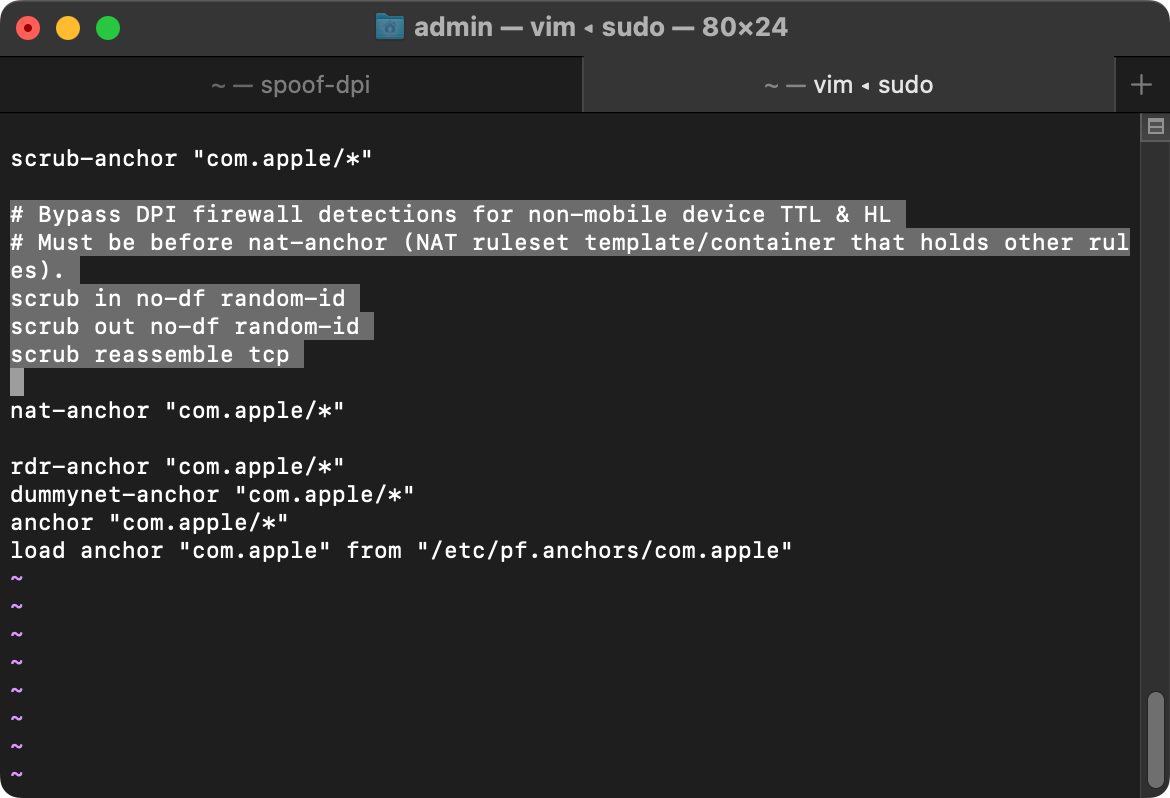 admin — vim ◂ sudo — 80×24
~ — spoof-dpi
~ — vim ◂ sudo
+
scrub-anchor "com.apple/*"
# Bypass DPI firewall detections for non-mobile device TTL & HL
# Must be before nat-anchor (NAT ruleset template/container that holds other rul
es).
scrub in no-df random-id
scrub out no-df random-id
scrub reassemble tcp
nat-anchor "com.apple/*"
rdr-anchor "com.apple/*"
dummynet-anchor "com.apple/*"
anchor "com.apple/*"
load anchor "com.apple" from "/etc/pf.anchors/com.apple"
~
~
~
~
~
~
~
~